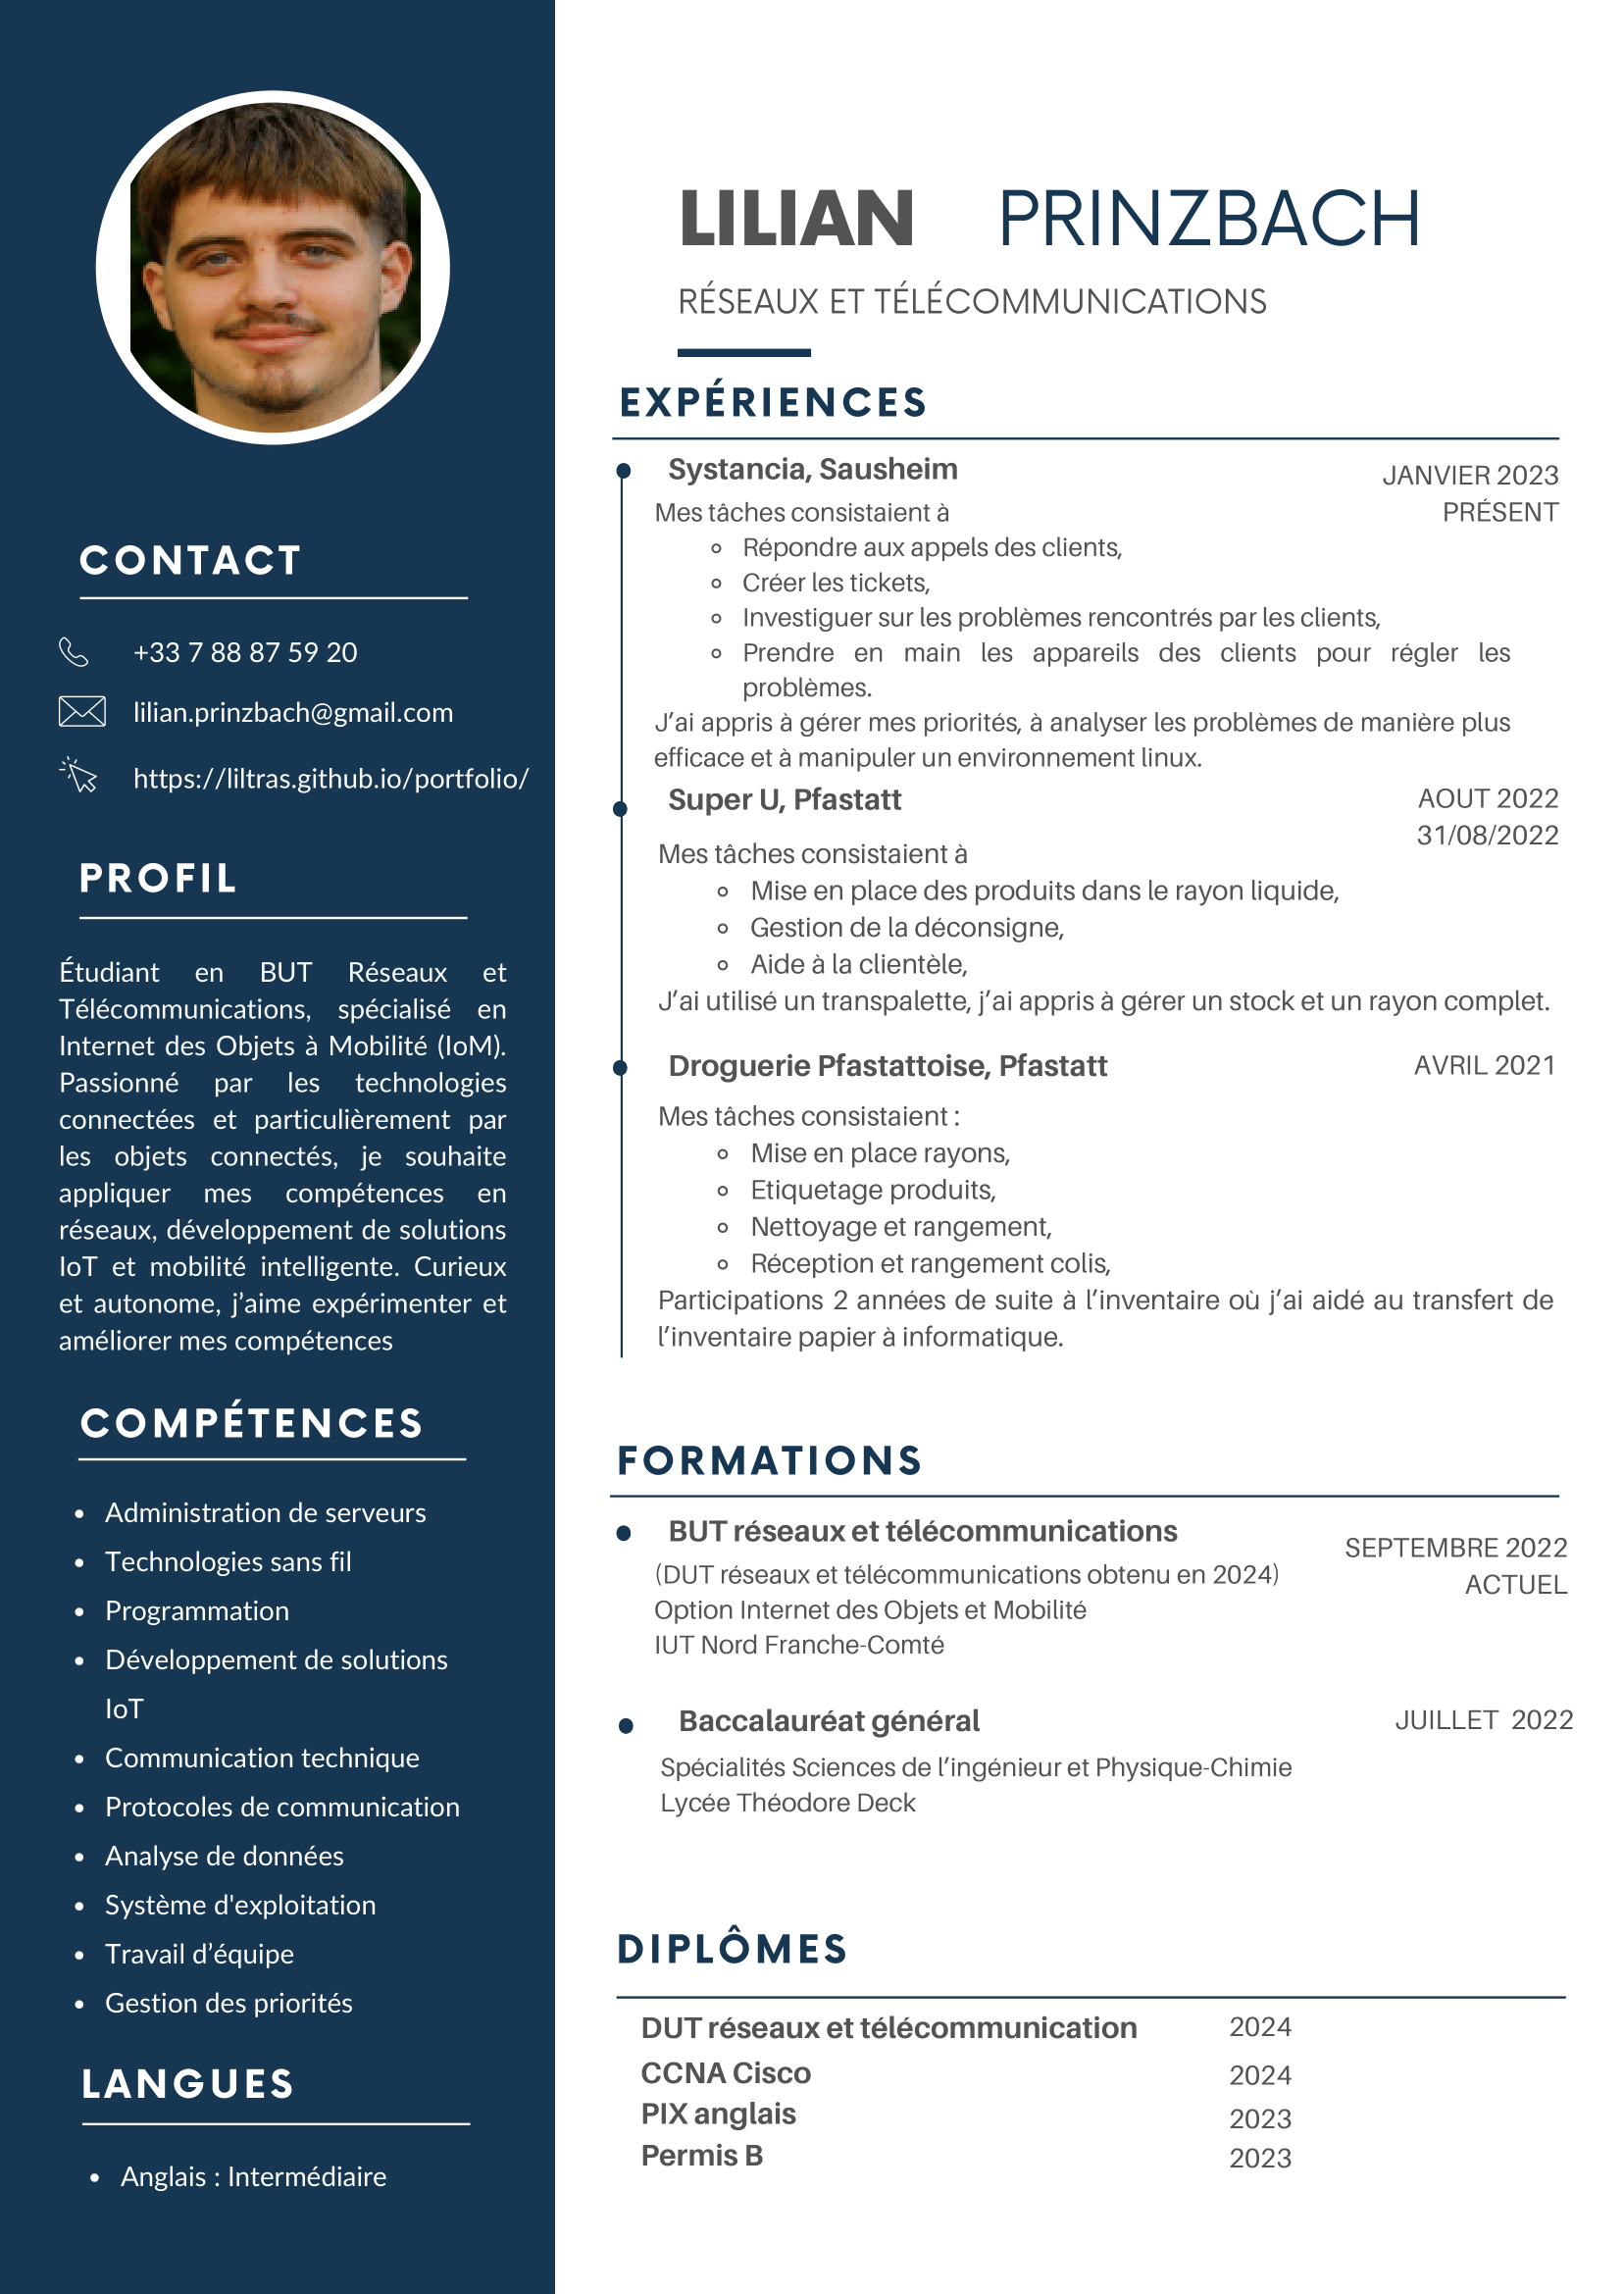 LILIAN PRINZBACH
RÉSEAUX ET TÉLÉCOMMUNICATIONS
CONTACT
+33 7 88 87 59 20
lilian.prinzbach@gmail.com
https://liltras.github.io/portfolio/
PROFIL
Étudiant en BUT Réseaux et
Télécommunications, spécialisé en
Internet des Objets à Mobilité (IoM).
Passionné par les technologies
connectées et particulièrement par
les objets connectés, je souhaite
appliquer mes compétences en
réseaux, développement de solutions
IoT et mobilité intelligente. Curieux
et autonome, j’aime expérimenter et
améliorer mes compétences
COMPÉTENCES
• Administration de serveurs
• Technologies sans fil
• Programmation
• Développement de solutions
IoT
• Communication technique
• Protocoles de communication
• Analyse de données
• Système d'exploitation
• Travail d’équipe
• Gestion des priorités
LANGUES
• Anglais : Intermédiaire
EXPÉRIENCES
Systancia, Sausheim JANVIER 2023
Mes tâches consistaient à PRÉSENT
Répondre aux appels des clients,
Créer les tickets,
Investiguer sur les problèmes rencontrés par les clients,
Prendre en main les appareils des clients pour régler les
problèmes.
J’ai appris à gérer mes priorités, à analyser les problèmes de manière plus
efficace et à manipuler un environnement linux.
Super U, Pfastatt AOUT 2022
31/08/2022
Mes tâches consistaient à
Mise en place des produits dans le rayon liquide,
Gestion de la déconsigne,
Aide à la clientèle,
J’ai utilisé un transpalette, j’ai appris à gérer un stock et un rayon complet.
Droguerie Pfastattoise, Pfastatt AVRIL 2021
Mes tâches consistaient :
Mise en place rayons,
Etiquetage produits,
Nettoyage et rangement,
Réception et rangement colis,
Participations 2 années de suite à l’inventaire où j’ai aidé au transfert de
l’inventaire papier à informatique.
FORMATIONS
BUT réseaux et télécommunications SEPTEMBRE 2022
(DUT réseaux et télécommunications obtenu en 2024) ACTUEL
Option Internet des Objets et Mobilité
IUT Nord Franche-Comté
Baccalauréat général JUILLET 2022
Spécialités Sciences de l’ingénieur et Physique-Chimie
Lycée Théodore Deck
DIPLÔMES
DUT réseaux et télécommunication 2024
CCNA Cisco 2024
PIX anglais 2023
Permis B 2023